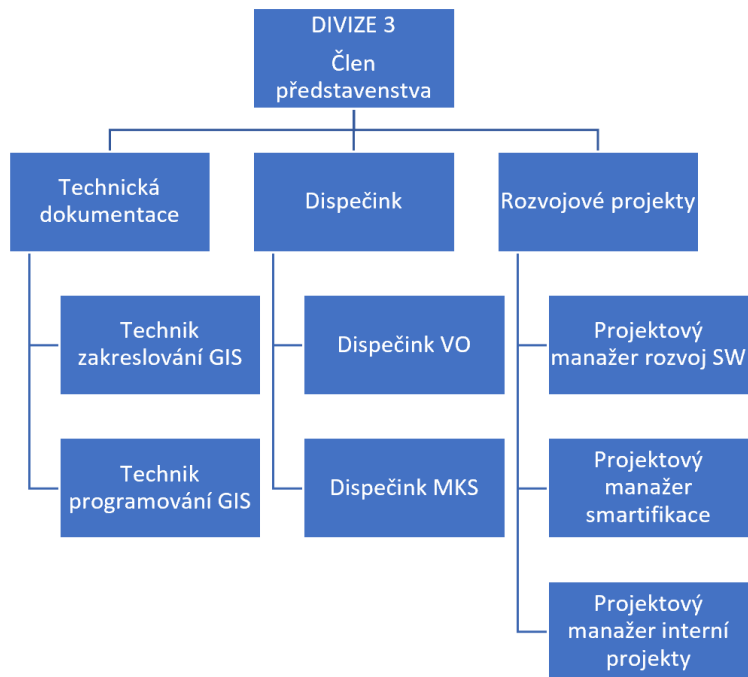 DIVIZE 3
Člen
představenstva
Technická
dokumentace
Dispečink
Rozvojové projekty
Technik
zakreslování GIS
Dispečink VO
Projektový
manažer rozvoj SW
Technik
programování GIS
Dispečink MKS
Projektový
manažer
smartifikace
Projektový
manažer interní
projekty